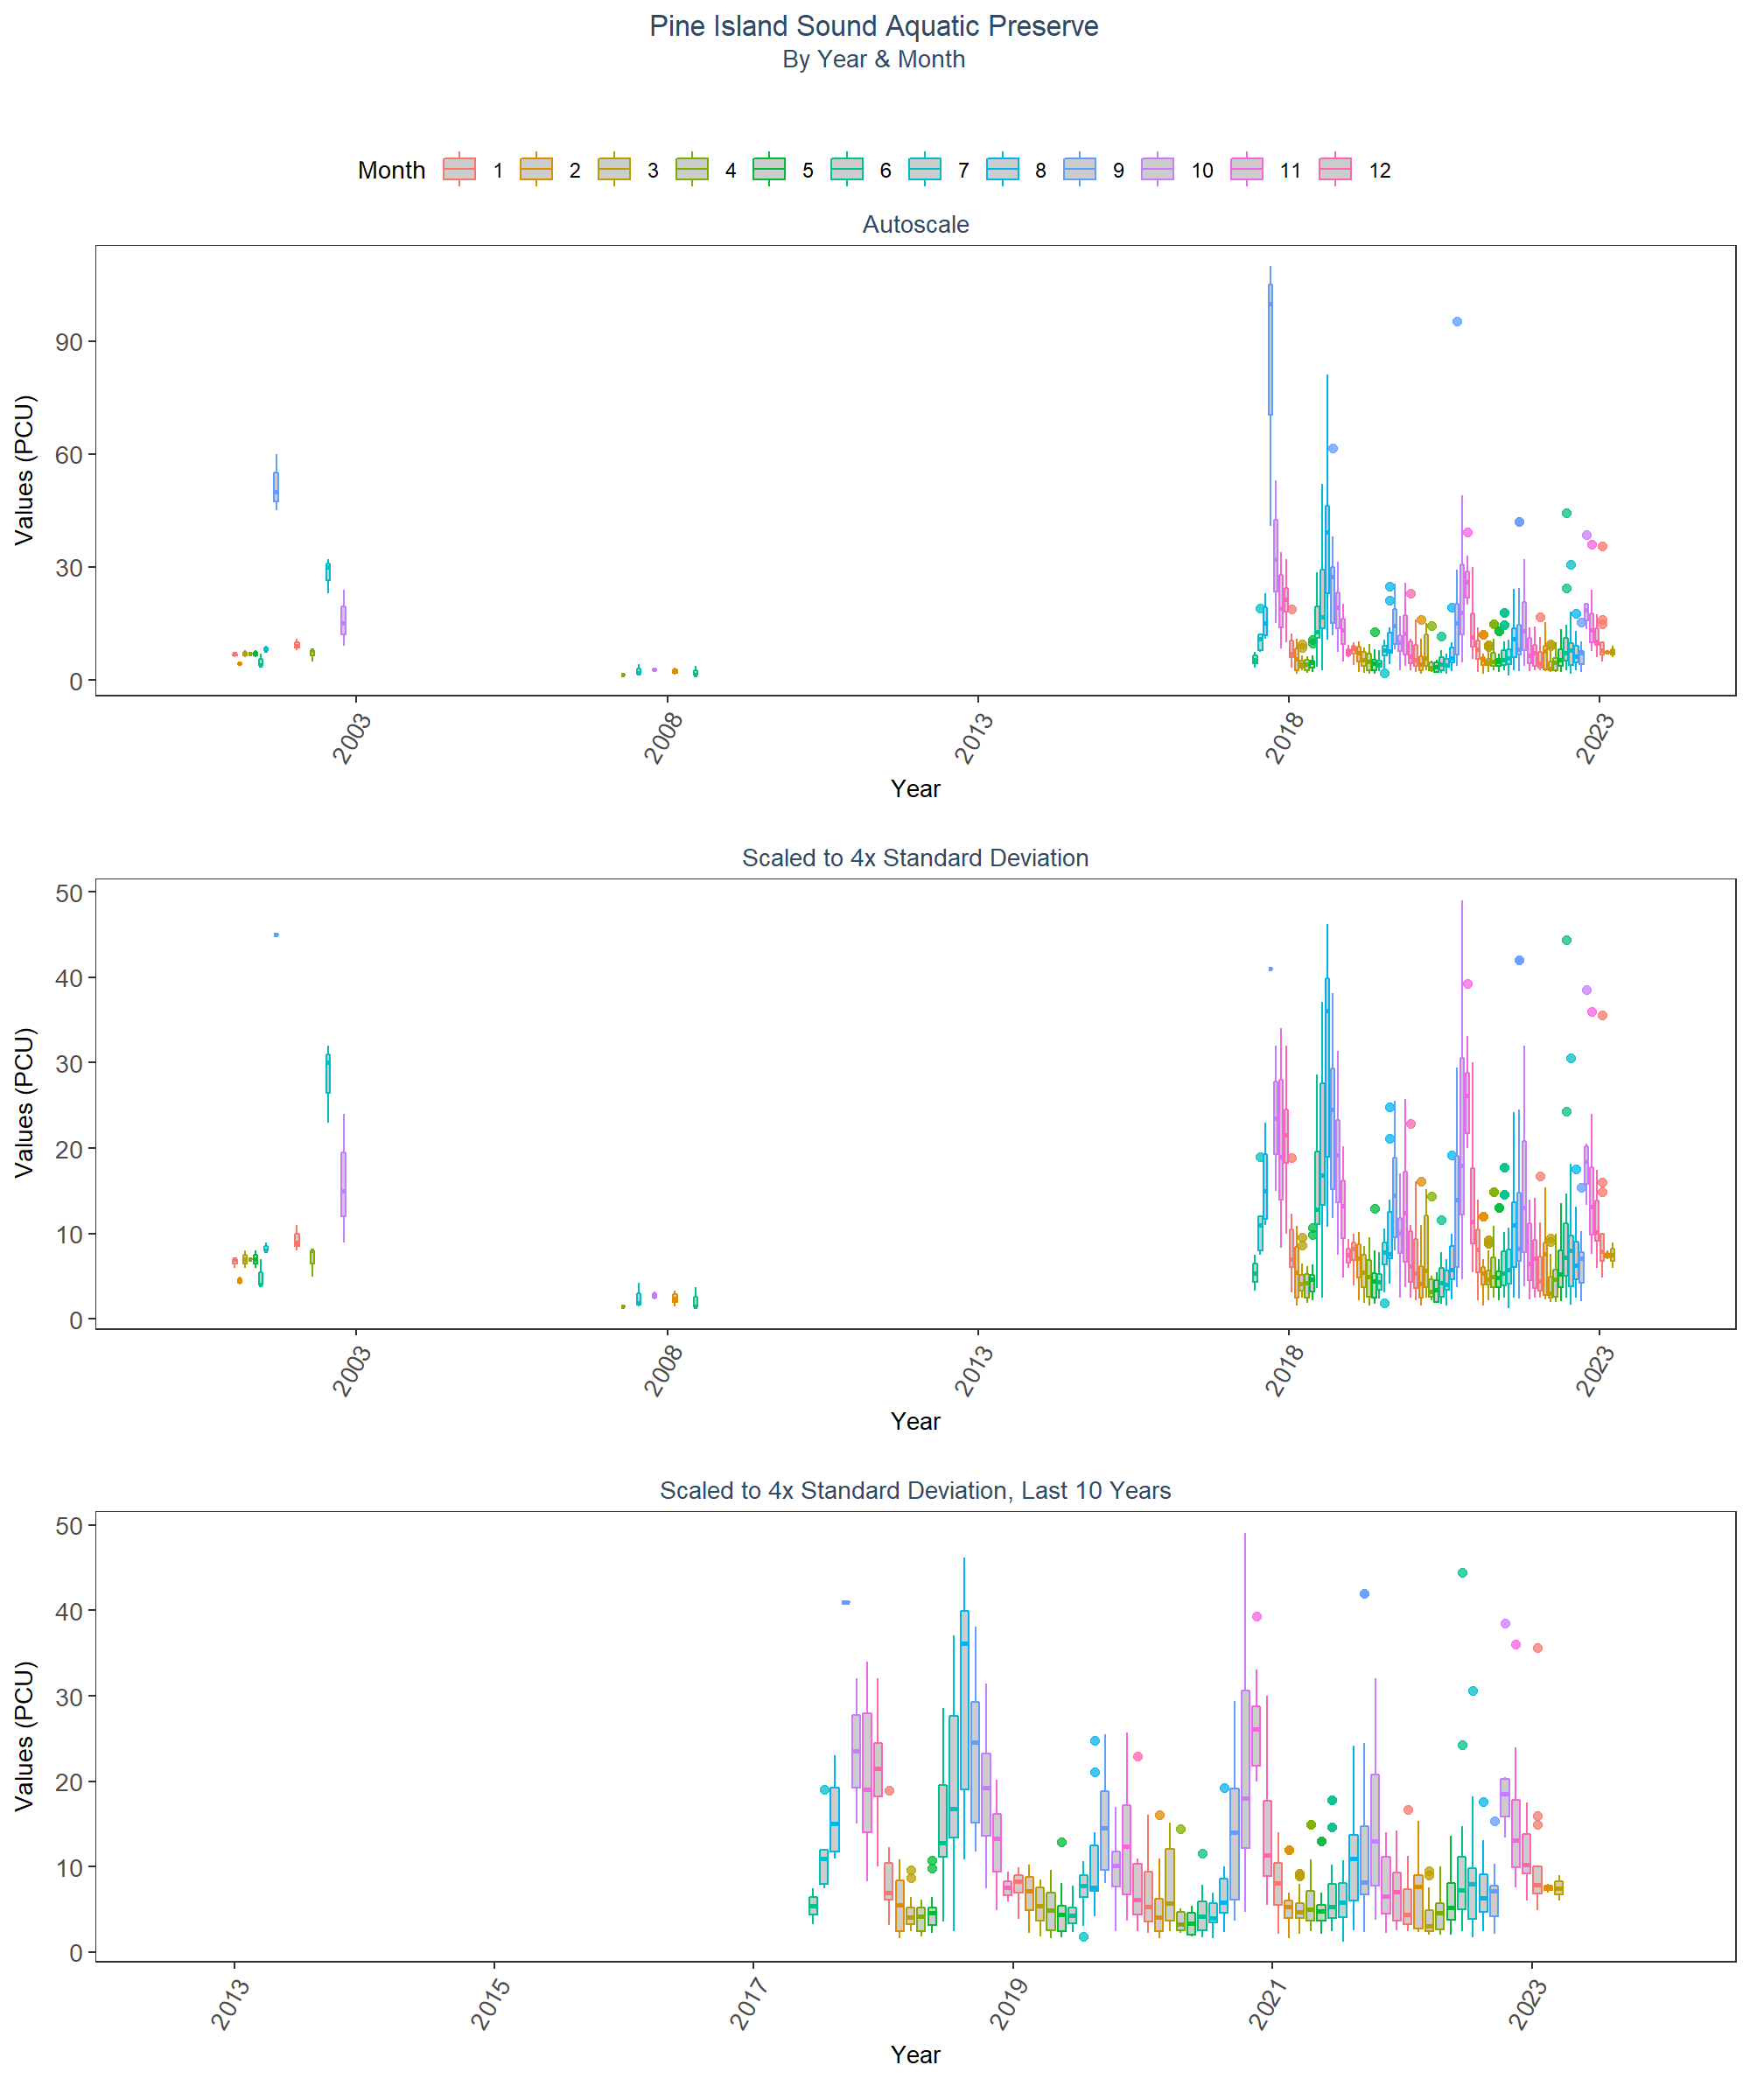 Pine Island Sound Aquatic Preserve
By Year & Month
Month 1 2 3 4 5 6 7 8 9 10 11 12
Autoscale
Values (PCU)
90
60
30
0
2003 2008 2013 2018 2023
Year
Scaled to 4x Standard Deviation
Values (PCU)
50
40
30
20
10
0
2003 2008 2013 2018 2023
Year
Scaled to 4x Standard Deviation, Last 10 Years
Values (PCU)
50
40
30
20
10
0
2013 2015 2017 2019 2021 2023
Year